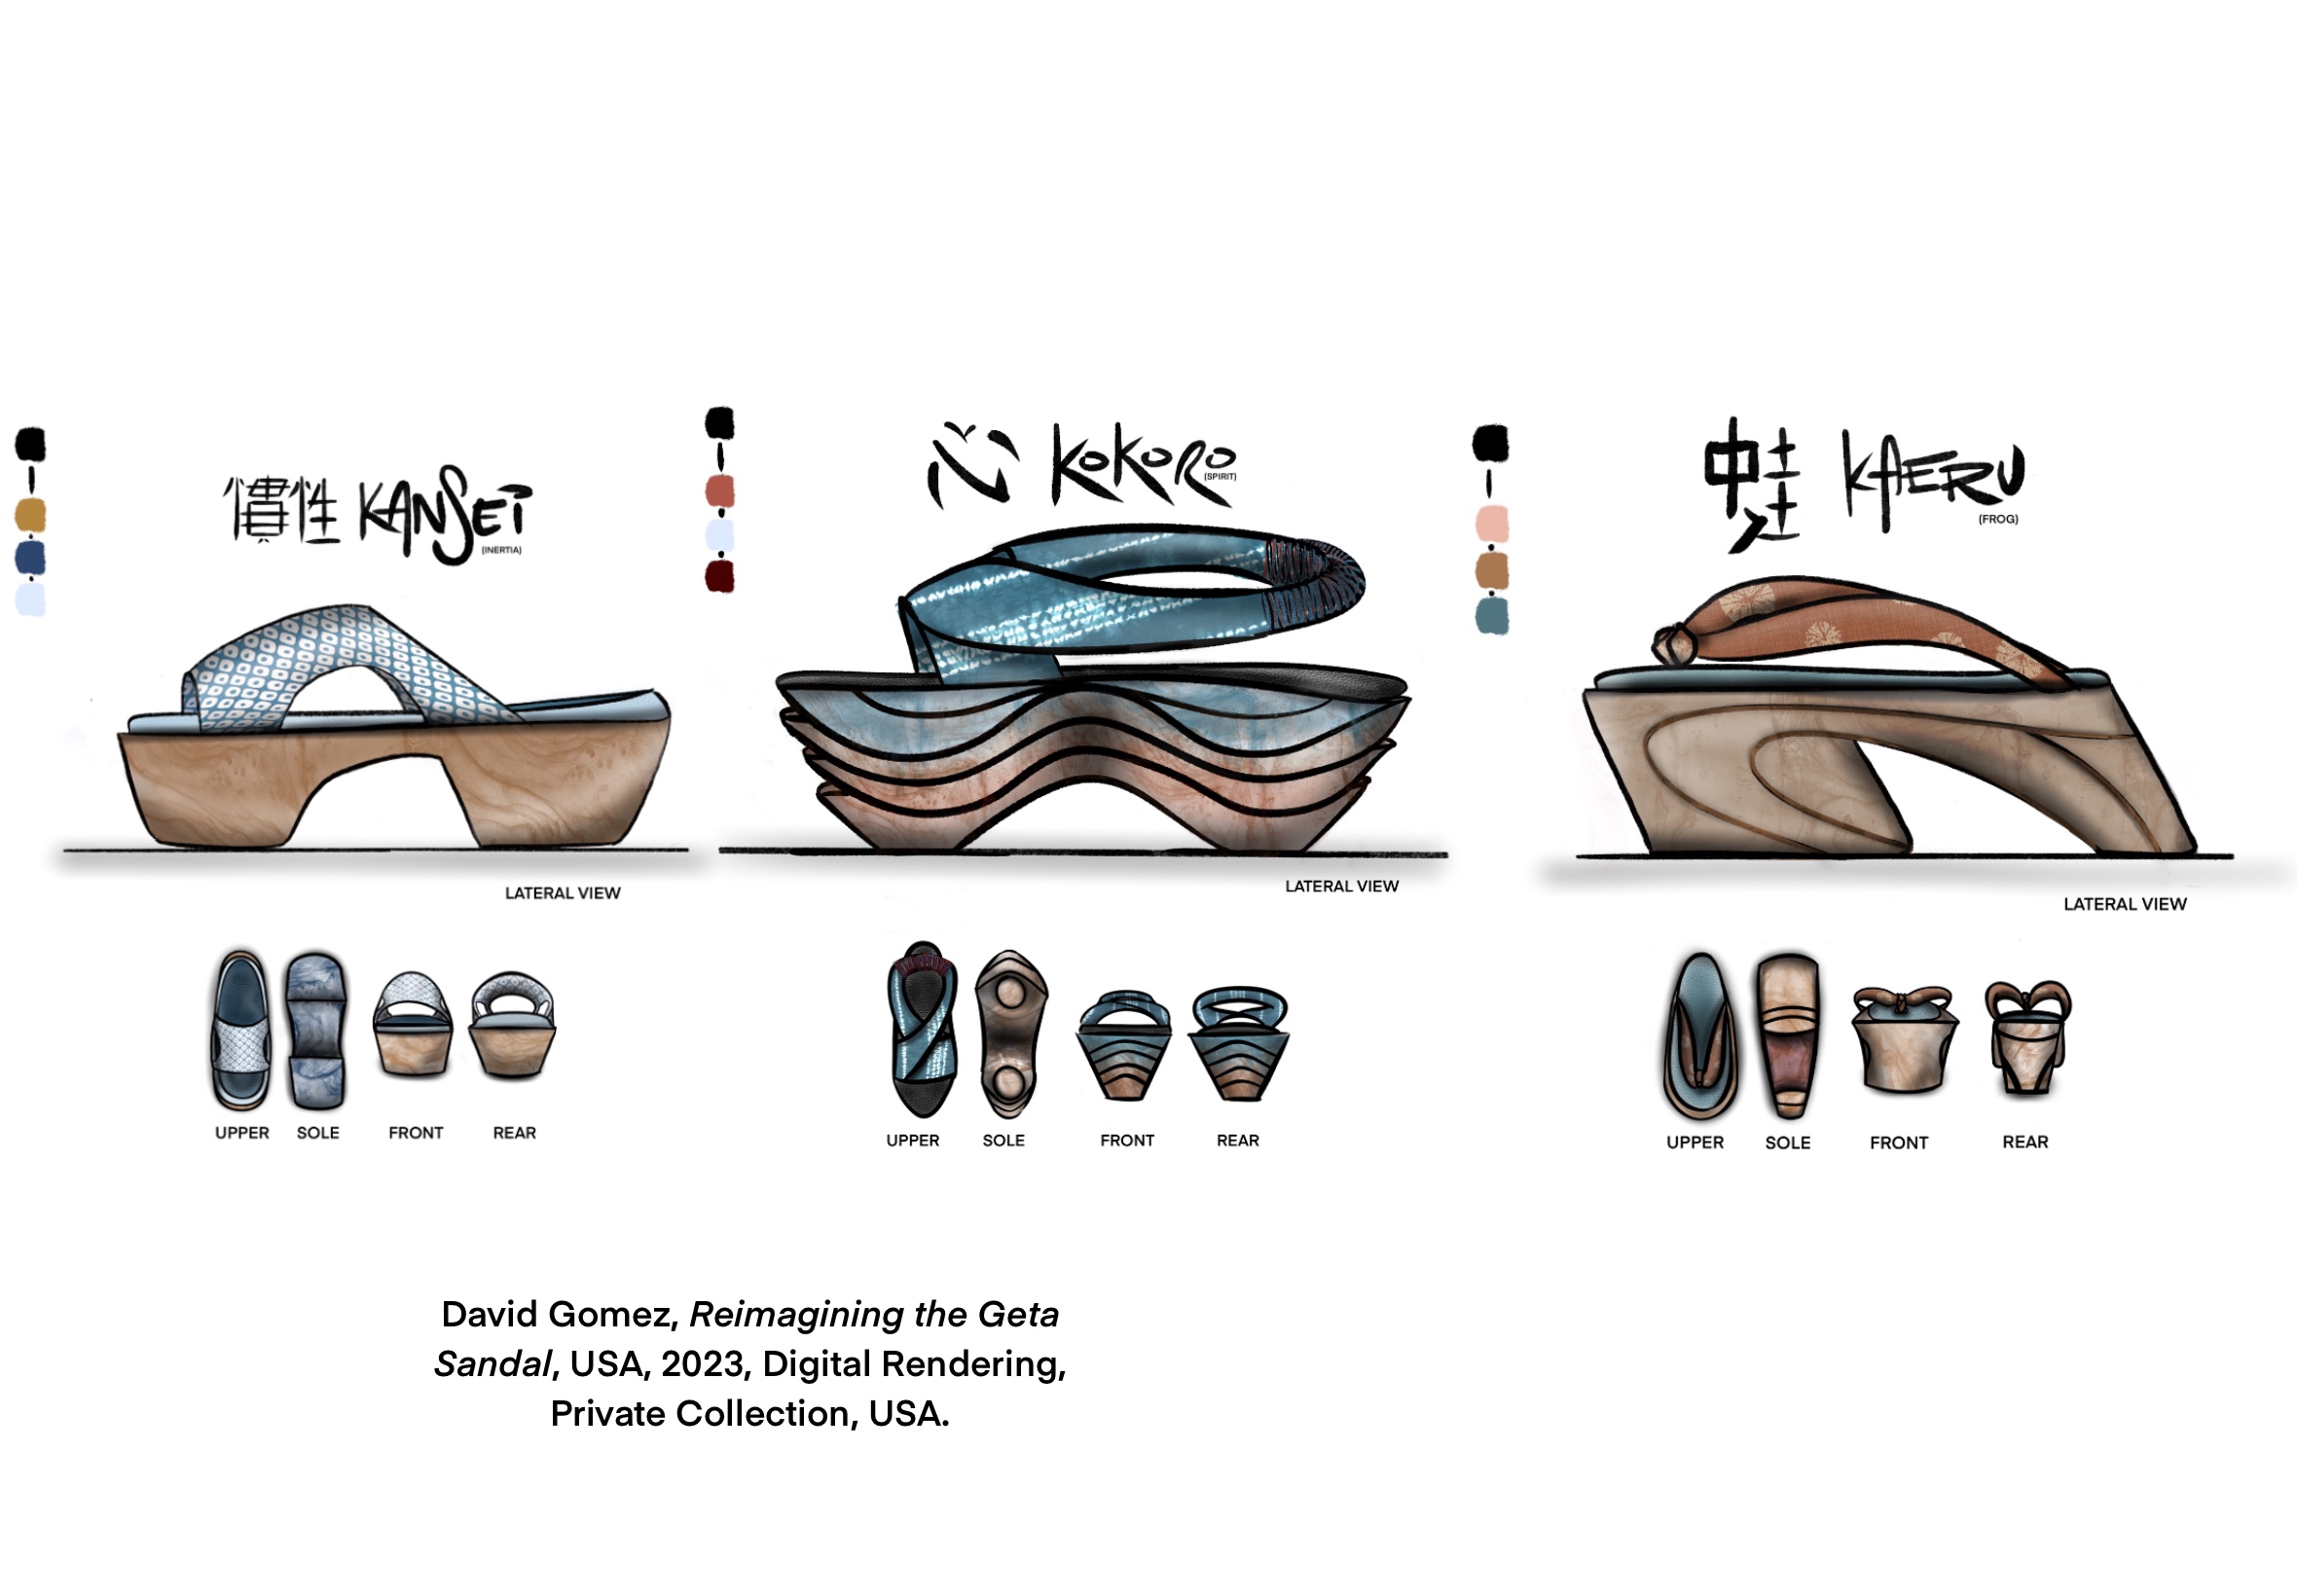 慣性 KANSEi
(INERTIA)
LATERAL VIEW
UPPER SOLE FRONT REAR
心 KOKORO
(SPIRIT)
LATERAL VIEW
UPPER SOLE FRONT REAR
蛙 KAERU
(FROG)
LATERAL VIEW
UPPER SOLE FRONT REAR
David Gomez, Reimagining the Geta
Sandal, USA, 2023, Digital Rendering,
Private Collection, USA.